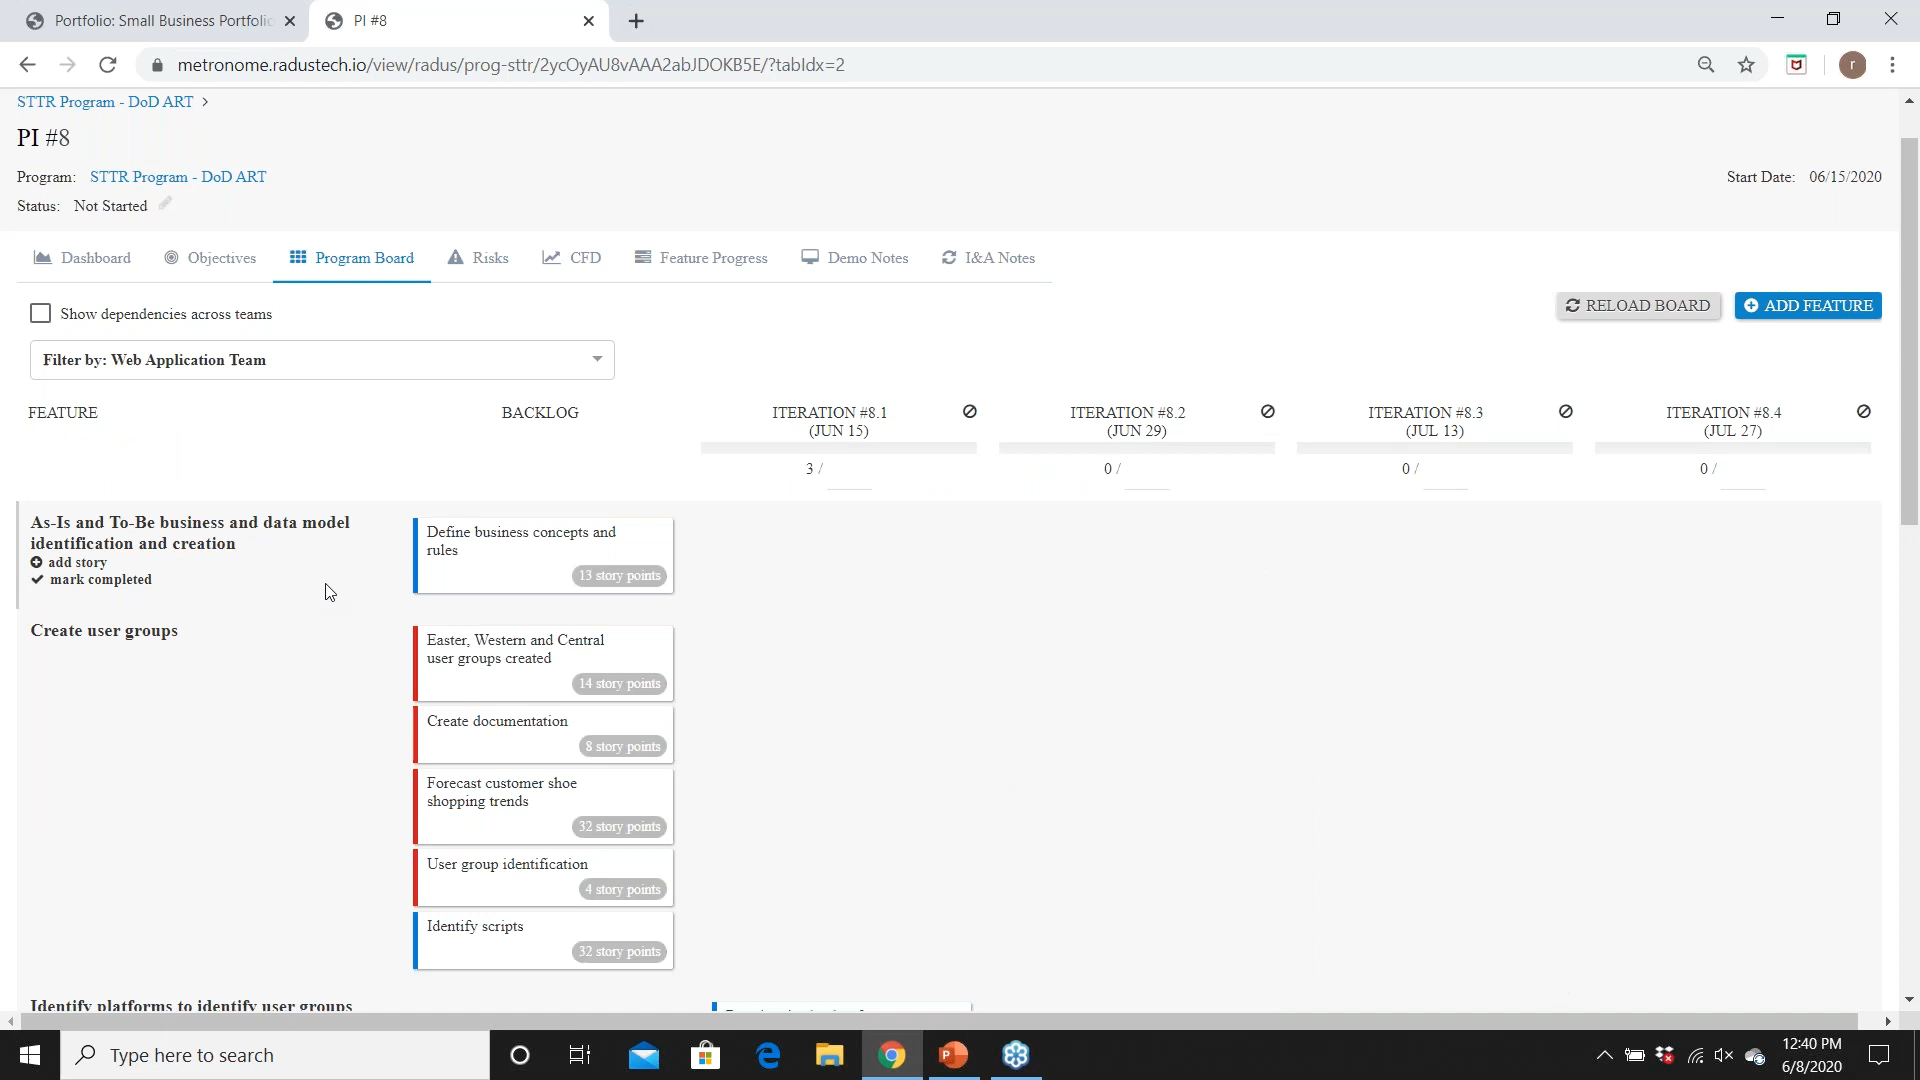 Portfolio: Small Business Portfolio
PI #8
metronome.radustech.io/view/radus/prog-sttr/2ycOyAU8vAAA2abJDOKB5E/?tabIdx=2
r
STTR Program - DoD ART >
PI #8
Program: STTR Program - DoD ART
Start Date: 06/15/2020
Status: Not Started
Dashboard Objectives Program Board Risks CFD Feature Progress Demo Notes I&A Notes
Show dependencies across teams
RELOAD BOARD
ADD FEATURE
Filter by: Web Application Team
FEATURE BACKLOG ITERATION #8.1 ITERATION #8.2 ITERATION #8.3 ITERATION #8.4
(JUN 15) (JUN 29) (JUL 13) (JUL 27)
3 / 0 / 0 / 0 /
As-Is and To-Be business and data model
identification and creation
add story
mark completed
Define business concepts and
rules
13 story points
Create user groups
Easter, Western and Central
user groups created
14 story points
Create documentation
8 story points
Forecast customer shoe
shopping trends
32 story points
User group identification
4 story points
Identify scripts
32 story points
Identify platforms to identify user groups
Type here to search
12:40 PM
6/8/2020